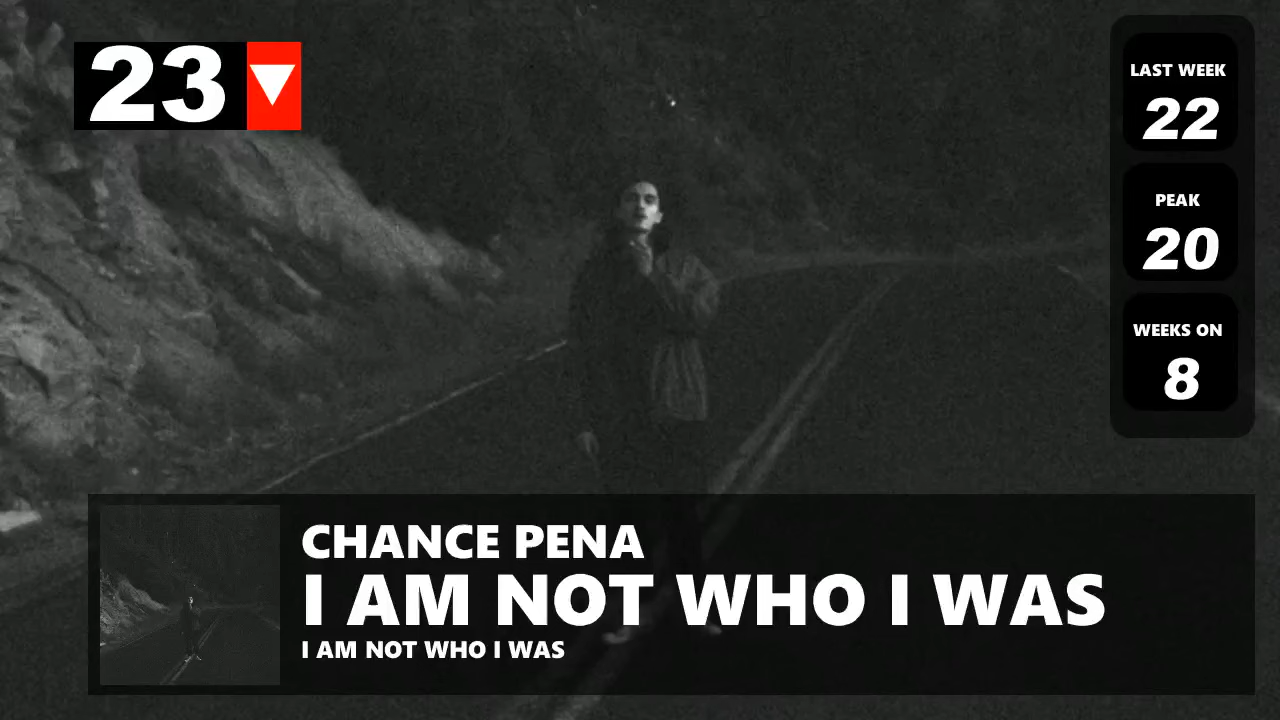 23
LAST WEEK
22
PEAK
20
WEEKS ON
8
CHANCE PENA
I AM NOT WHO I WAS
I AM NOT WHO I WAS